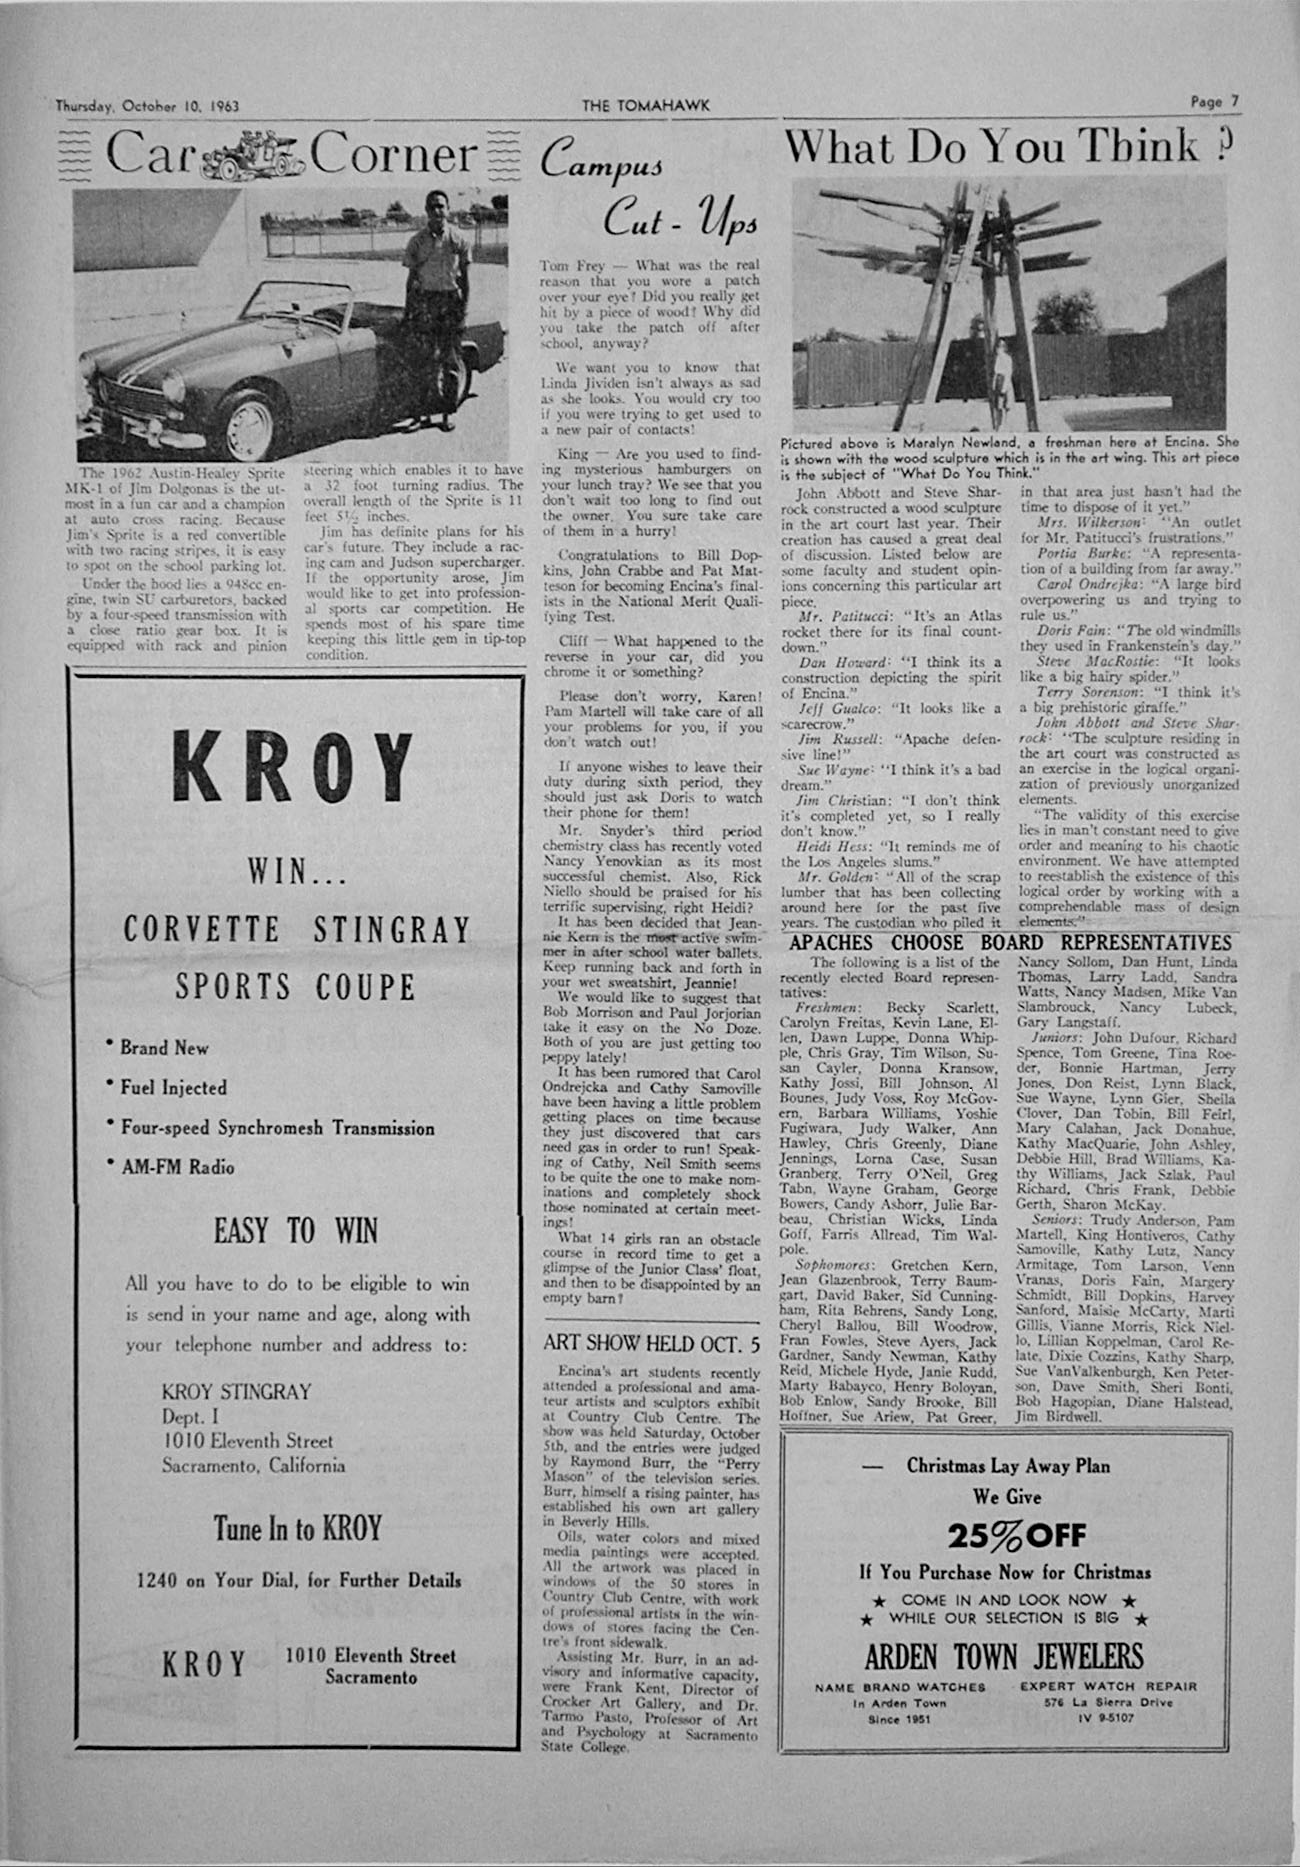 Thursday, October 10, 1963
THE TOMAHAWK
Page 7
Car Corner
The 1962 Austin-Healey Sprite
MK-1 of Jim Dolgonas is the ut-
most in a fun car and a champion
at auto cross racing. Because
Jim's Sprite is a red convertible
with two racing stripes, it is easy
to spot on the school parking lot.
Under the hood lies a 948cc en-
gine, twin SU carburetors, backed
by a four-speed transmission with
a close ratio gear box. It is
equipped with rack and pinion
steering which enables it to have
a 32 foot turning radius. The
overall length of the Sprite is 11
feet 5½ inches.
Jim has definite plans for his
car's future. They include a rac-
ing cam and Judson supercharger.
If the opportunity arose, Jim
would like to get into profession-
al sports car competition. He
spends most of his spare time
keeping this little gem in tip-top
condition.
KROY
WIN...
CORVETTE STINGRAY
SPORTS COUPE
• Brand New
• Fuel Injected
• Four-speed Synchromesh Transmission
• AM-FM Radio
EASY TO WIN
All you have to do to be eligible to win
is send in your name and age, along with
your telephone number and address to:
KROY STINGRAY
Dept. I
1010 Eleventh Street
Sacramento, California
Tune In to KROY
1240 on Your Dial, for Further Details
KROY 1010 Eleventh Street
Sacramento
Campus
Cut - Ups
Tom Frey — What was the real
reason that you wore a patch
over your eye? Did you really get
hit by a piece of wood? Why did
you take the patch off after
school, anyway?
We want you to know that
Linda Jividen isn't always as sad
as she looks. You would cry too
if you were trying to get used to
a new pair of contacts!
King — Are you used to find-
ing mysterious hamburgers on
your lunch tray? We see that you
don't wait too long to find out
the owner. You sure take care
of them in a hurry!
Congratulations to Bill Dop-
kins, John Crabbe and Pat Mat-
teson for becoming Encina's final-
ists in the National Merit Quali-
fying Test.
Cliff — What happened to the
reverse in your car, did you
chrome it or something?
Please don't worry, Karen!
Pam Martell will take care of all
your problems for you, if you
don't watch out!
If anyone wishes to leave their
duty during sixth period, they
should just ask Doris to watch
their phone for them!
Mr. Snyder's third period
chemistry class has recently voted
Nancy Yenovkian as its most
successful chemist. Also, Rick
Niello should be praised for his
terrific supervising, right Heidi?
It has been decided that Jean-
nie Kern is the most active swim-
mer in after school water ballets.
Keep running back and forth in
your wet sweatshirt, Jeannie!
We would like to suggest that
Bob Morrison and Paul Jorjorian
take it easy on the No Doze.
Both of you are just getting too
peppy lately!
It has been rumored that Carol
Ondrejcka and Cathy Samoville
have been having a little problem
getting places on time because
they just discovered that cars
need gas in order to run! Speak-
ing of Cathy, Neil Smith seems
to be quite the one to make nom-
inations and completely shock
those nominated at certain meet-
ings!
What 14 girls ran an obstacle
course in record time to get a
glimpse of the Junior Class' float,
and then to be disappointed by an
empty barn?
ART SHOW HELD OCT. 5
Encina's art students recently
attended a professional and ama-
teur artists and sculptors exhibit
at Country Club Centre. The
show was held Saturday, October
5th, and the entries were judged
by Raymond Burr, the "Perry
Mason" of the television series.
Burr, himself a rising painter, has
established his own art gallery
in Beverly Hills.
Oils, water colors and mixed
media paintings were accepted.
All the artwork was placed in
windows of the 50 stores in
Country Club Centre, with work
of professional artists in the win-
dows of stores facing the Cen-
tre's front sidewalk.
Assisting Mr. Burr, in an ad-
visory and informative capacity,
were Frank Kent, Director of
Crocker Art Gallery, and Dr.
Tarmo Pasto, Professor of Art
and Psychology at Sacramento
State College.
What Do You Think ?
Pictured above is Maralyn Newland, a freshman here at Encina. She
is shown with the wood sculpture which is in the art wing. This art piece
is the subject of "What Do You Think."
John Abbott and Steve Shar-
rock constructed a wood sculpture
in the art court last year. Their
creation has caused a great deal
of discussion. Listed below are
some faculty and student opin-
ions concerning this particular art
piece.
Mr. Patitucci: "It's an Atlas
rocket there for its final count-
down."
Dan Howard: "I think its a
construction depicting the spirit
of Encina."
Jeff Gualco: "It looks like a
scarecrow."
Jim Russell: "Apache defen-
sive line!"
Sue Wayne: "I think it's a bad
dream."
Jim Christian: "I don't think
it's completed yet, so I really
don't know."
Heidi Hess: "It reminds me of
the Los Angeles slums."
Mr. Golden: "All of the scrap
lumber that has been collecting
around here for the past five
years. The custodian who piled it
in that area just hasn't had the
time to dispose of it yet."
Mrs. Wilkerson: "An outlet
for Mr. Patitucci's frustrations."
Portia Burke: "A representa-
tion of a building from far away."
Carol Ondrejka: "A large bird
overpowering us and trying to
rule us."
Doris Fain: "The old windmills
they used in Frankenstein's day."
Steve MacRostie: "It looks
like a big hairy spider."
Terry Sorenson: "I think it's
a big prehistoric giraffe."
John Abbott and Steve Shar-
rock: "The sculpture residing in
the art court was constructed as
an exercise in the logical organi-
zation of previously unorganized
elements.
"The validity of this exercise
lies in man's constant need to give
order and meaning to his chaotic
environment. We have attempted
to reestablish the existence of this
logical order by working with a
comprehendable mass of design
elements."
APACHES CHOOSE BOARD REPRESENTATIVES
The following is a list of the
recently elected Board represen-
tatives:
Freshmen: Becky Scarlett,
Carolyn Freitas, Kevin Lane, El-
len, Dawn Luppe, Donna Whip-
ple, Chris Gray, Tim Wilson, Su-
san Cayler, Donna Kransow,
Kathy Jossi, Bill Johnson, Al
Bounes, Judy Voss, Roy McGov-
ern, Barbara Williams, Yoshie
Fugiwara, Judy Walker, Ann
Hawley, Chris Greenly, Diane
Jennings, Lorna Case, Susan
Granberg, Terry O'Neil, Greg
Tabn, Wayne Graham, George
Bowers, Candy Ashorr, Julie Bar-
beau, Christian Wicks, Linda
Goff, Farris Allread, Tim Wal-
pole.
Sophomores: Gretchen Kern,
Jean Glazenbrook, Terry Baum-
gart, David Baker, Sid Cunning-
ham, Rita Behrens, Sandy Long,
Cheryl Ballou, Bill Woodrow,
Fran Fowles, Steve Ayers, Jack
Gardner, Sandy Newman, Kathy
Reid, Michele Hyde, Janie Rudd,
Marty Babayco, Henry Boloyan,
Bob Enlow, Sandy Brooke, Bill
Hoffner, Sue Ariew, Pat Greer,
Nancy Sollom, Dan Hunt, Linda
Thomas, Larry Ladd, Sandra
Watts, Nancy Madsen, Mike Van
Slambrouck, Nancy Lubeck,
Gary Langstaff.
Juniors: John Dufour, Richard
Spence, Tom Greene, Tina Roe-
der, Bonnie Hartman, Jerry
Jones, Don Reist, Lynn Black,
Sue Wayne, Lynn Gier, Sheila
Clover, Dan Tobin, Bill Feirl,
Mary Calahan, Jack Donahue,
Kathy MacQuarie, John Ashley,
Debbie Hill, Brad Williams, Ka-
thy Williams, Jack Szlak, Paul
Richard, Chris Frank, Debbie
Gerth, Sharon McKay.
Seniors: Trudy Anderson, Pam
Martell, King Hontiveros, Cathy
Samoville, Kathy Lutz, Nancy
Armitage, Tom Larson, Venn
Vranas, Doris Fain, Margery
Schmidt, Bill Dopkins, Harvey
Sanford, Maisie McCarty, Marti
Gillis, Vianne Morris, Rick Niel-
lo, Lillian Koppelman, Carol Re-
late, Dixie Cozzins, Kathy Sharp,
Sue VanValkenburgh, Ken Peter-
son, Dave Smith, Sheri Bonti,
Bob Hagopian, Diane Halstead,
Jim Birdwell.
— Christmas Lay Away Plan
We Give
25% OFF
If You Purchase Now for Christmas
★ COME IN AND LOOK NOW ★
★ WHILE OUR SELECTION IS BIG ★
ARDEN TOWN JEWELERS
NAME BRAND WATCHES EXPERT WATCH REPAIR
In Arden Town 576 La Sierra Drive
Since 1951 IV 9-5107